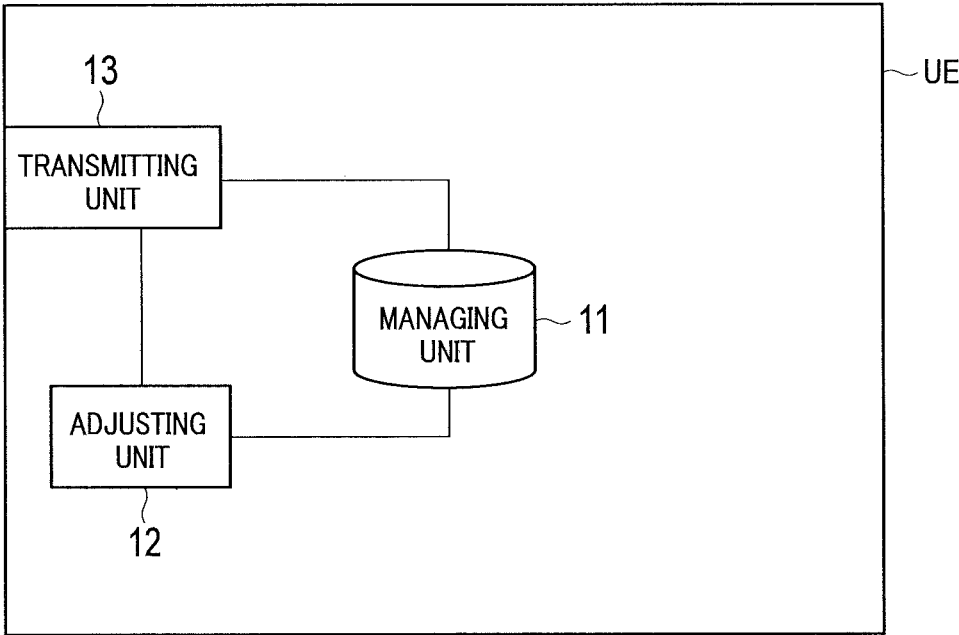 UE
13
TRANSMITTING
UNIT
MANAGING
UNIT
11
ADJUSTING
UNIT
12